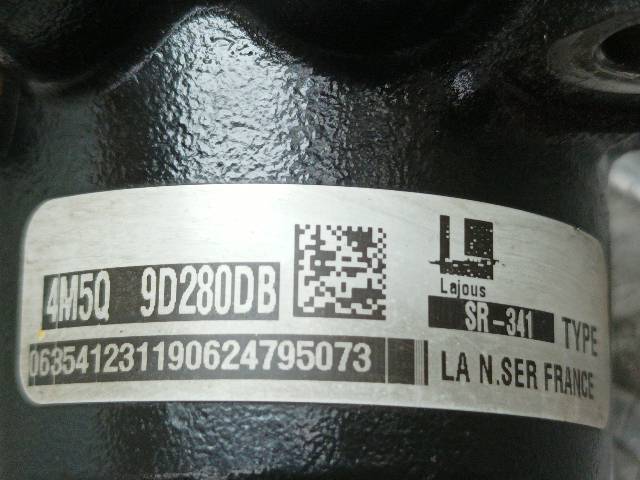 4M5Q 9D280DB
063541231190624795073
Lajous
SR-341 TYPE
LA N.SER FRANCE